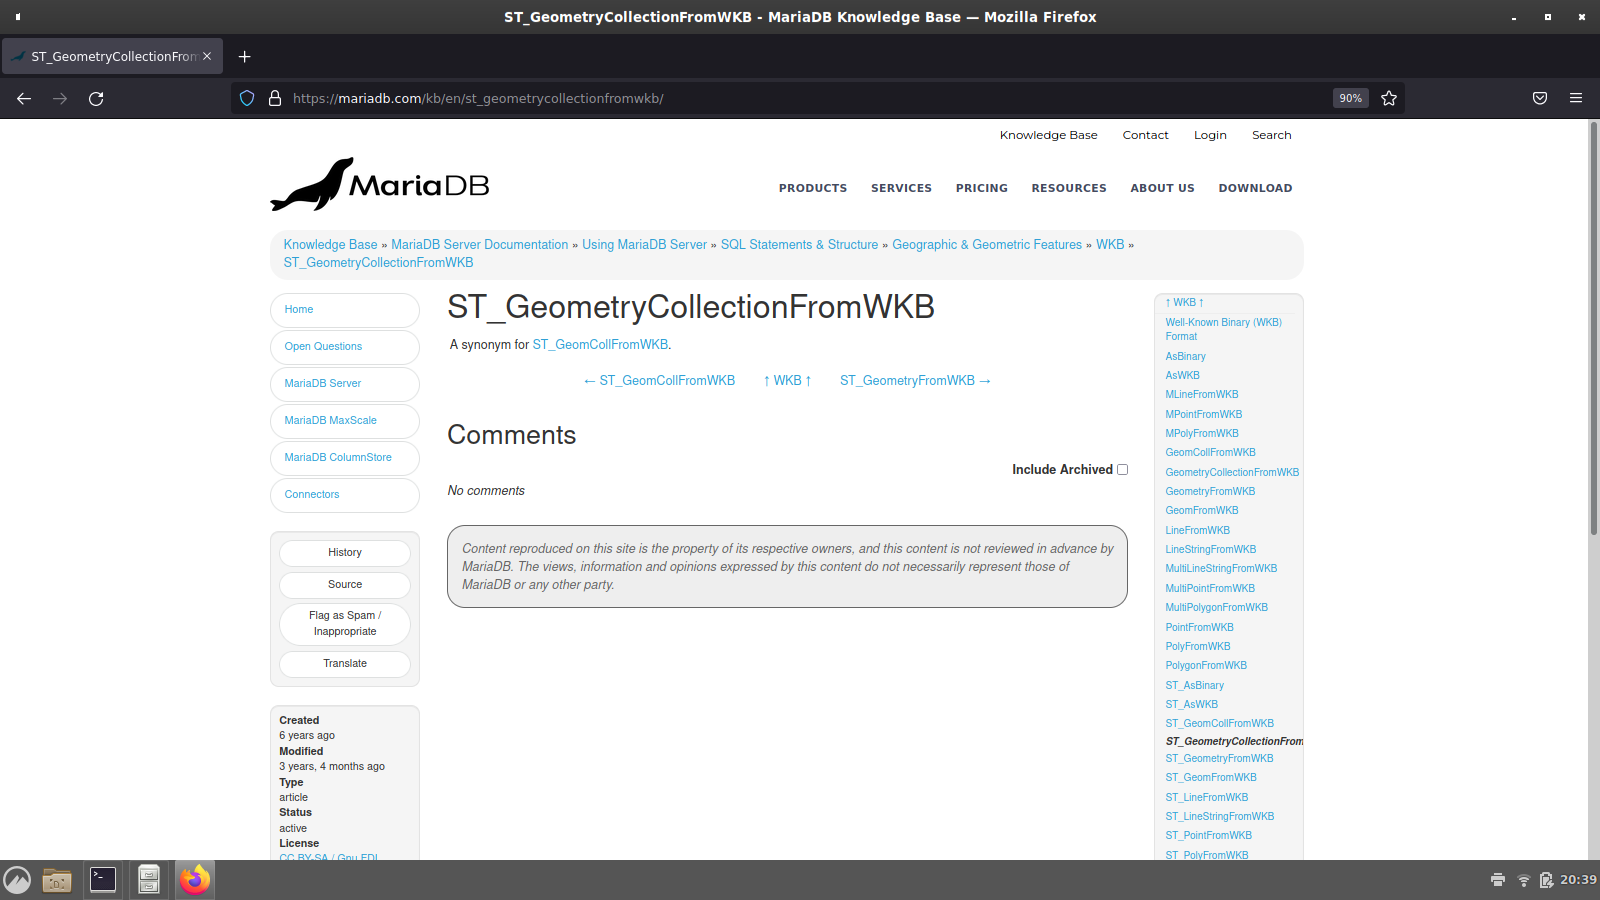 ST_GeometryCollectionFromWKB - MariaDB Knowledge Base — Mozilla Firefox
ST_GeometryCollectionFrom
https://mariadb.com/kb/en/st_geometrycollectionfromwkb/
90%
Knowledge Base Contact Login Search
MariaDB
PRODUCTS SERVICES PRICING RESOURCES ABOUT US DOWNLOAD
Knowledge Base » MariaDB Server Documentation » Using MariaDB Server » SQL Statements & Structure » Geographic & Geometric Features » WKB »
ST_GeometryCollectionFromWKB
Home
Open Questions
MariaDB Server
MariaDB MaxScale
MariaDB ColumnStore
Connectors
History
Source
Flag as Spam /
Inappropriate
Translate
Created
6 years ago
Modified
3 years, 4 months ago
Type
article
Status
active
License
CC BY-SA / Gnu FDL
ST_GeometryCollectionFromWKB
A synonym for ST_GeomCollFromWKB.
← ST_GeomCollFromWKB ↑ WKB ↑ ST_GeometryFromWKB →
Comments
Include Archived
No comments
Content reproduced on this site is the property of its respective owners, and this content is not reviewed in advance by
MariaDB. The views, information and opinions expressed by this content do not necessarily represent those of
MariaDB or any other party.
↑ WKB ↑
Well-Known Binary (WKB)
Format
AsBinary
AsWKB
MLineFromWKB
MPointFromWKB
MPolyFromWKB
GeomCollFromWKB
GeometryCollectionFromWKB
GeometryFromWKB
GeomFromWKB
LineFromWKB
LineStringFromWKB
MultiLineStringFromWKB
MultiPointFromWKB
MultiPolygonFromWKB
PointFromWKB
PolyFromWKB
PolygonFromWKB
ST_AsBinary
ST_AsWKB
ST_GeomCollFromWKB
ST_GeometryCollectionFrom
ST_GeometryFromWKB
ST_GeomFromWKB
ST_LineFromWKB
ST_LineStringFromWKB
ST_PointFromWKB
ST_PolyFromWKB
20:39